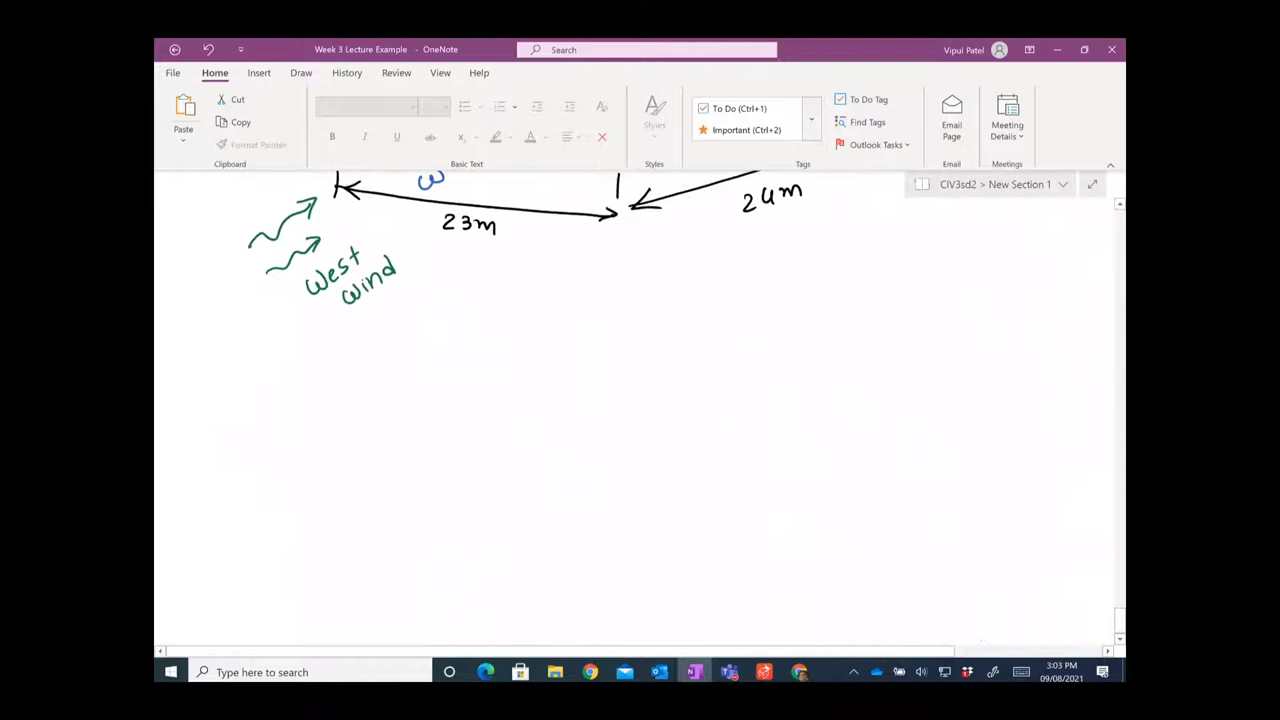 Week 3 Lecture Example - OneNote
Search
Vipul Patel
File Home Insert Draw History Review View Help
Paste
Cut
Copy
Format Painter
Clipboard
B I U ab x A
Basic Text
Styles
Styles
To Do (Ctrl+1)
Important (Ctrl+2)
To Do Tag
Find Tags
Outlook Tasks
Tags
Email Page
Email
Meeting Details
Meetings
CIV3sd2 > New Section 1
ω
23m
24m
West
wind
Type here to search
3:03 PM
09/08/2021